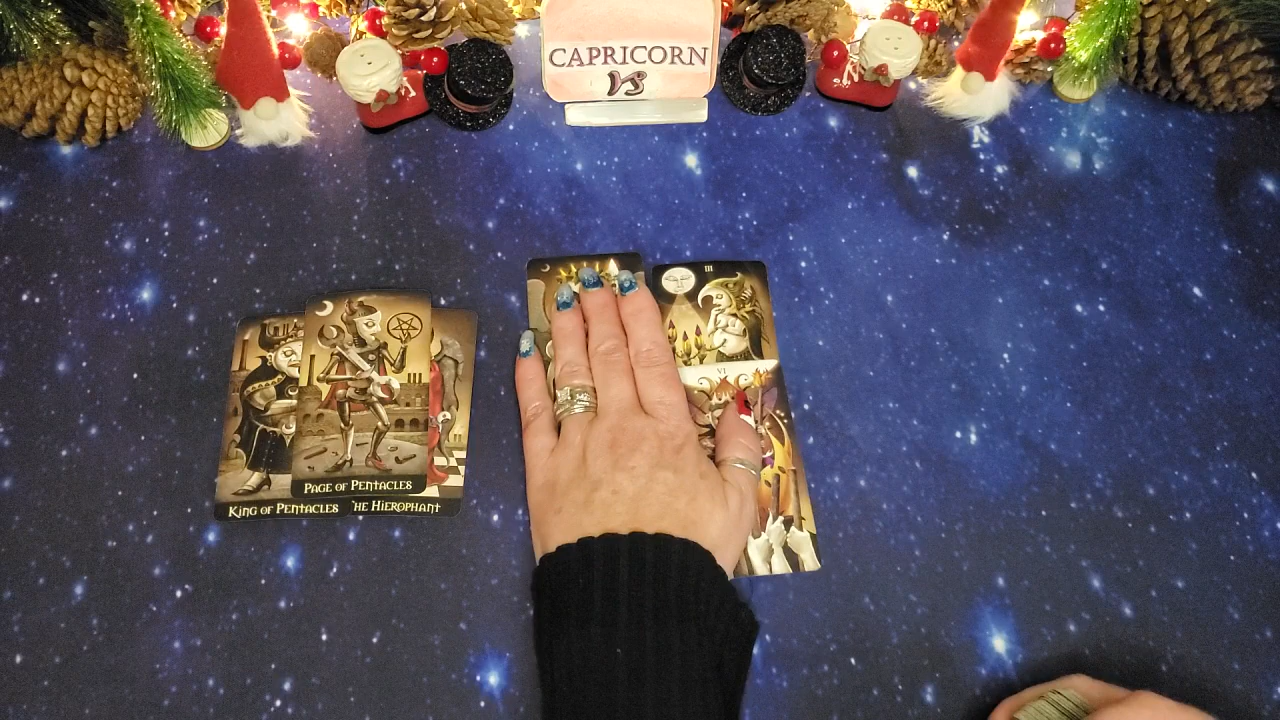 CAPRICORN
III
VI
PAGE OF PENTACLES
KING OF PENTACLES
HE HIEROPHANT